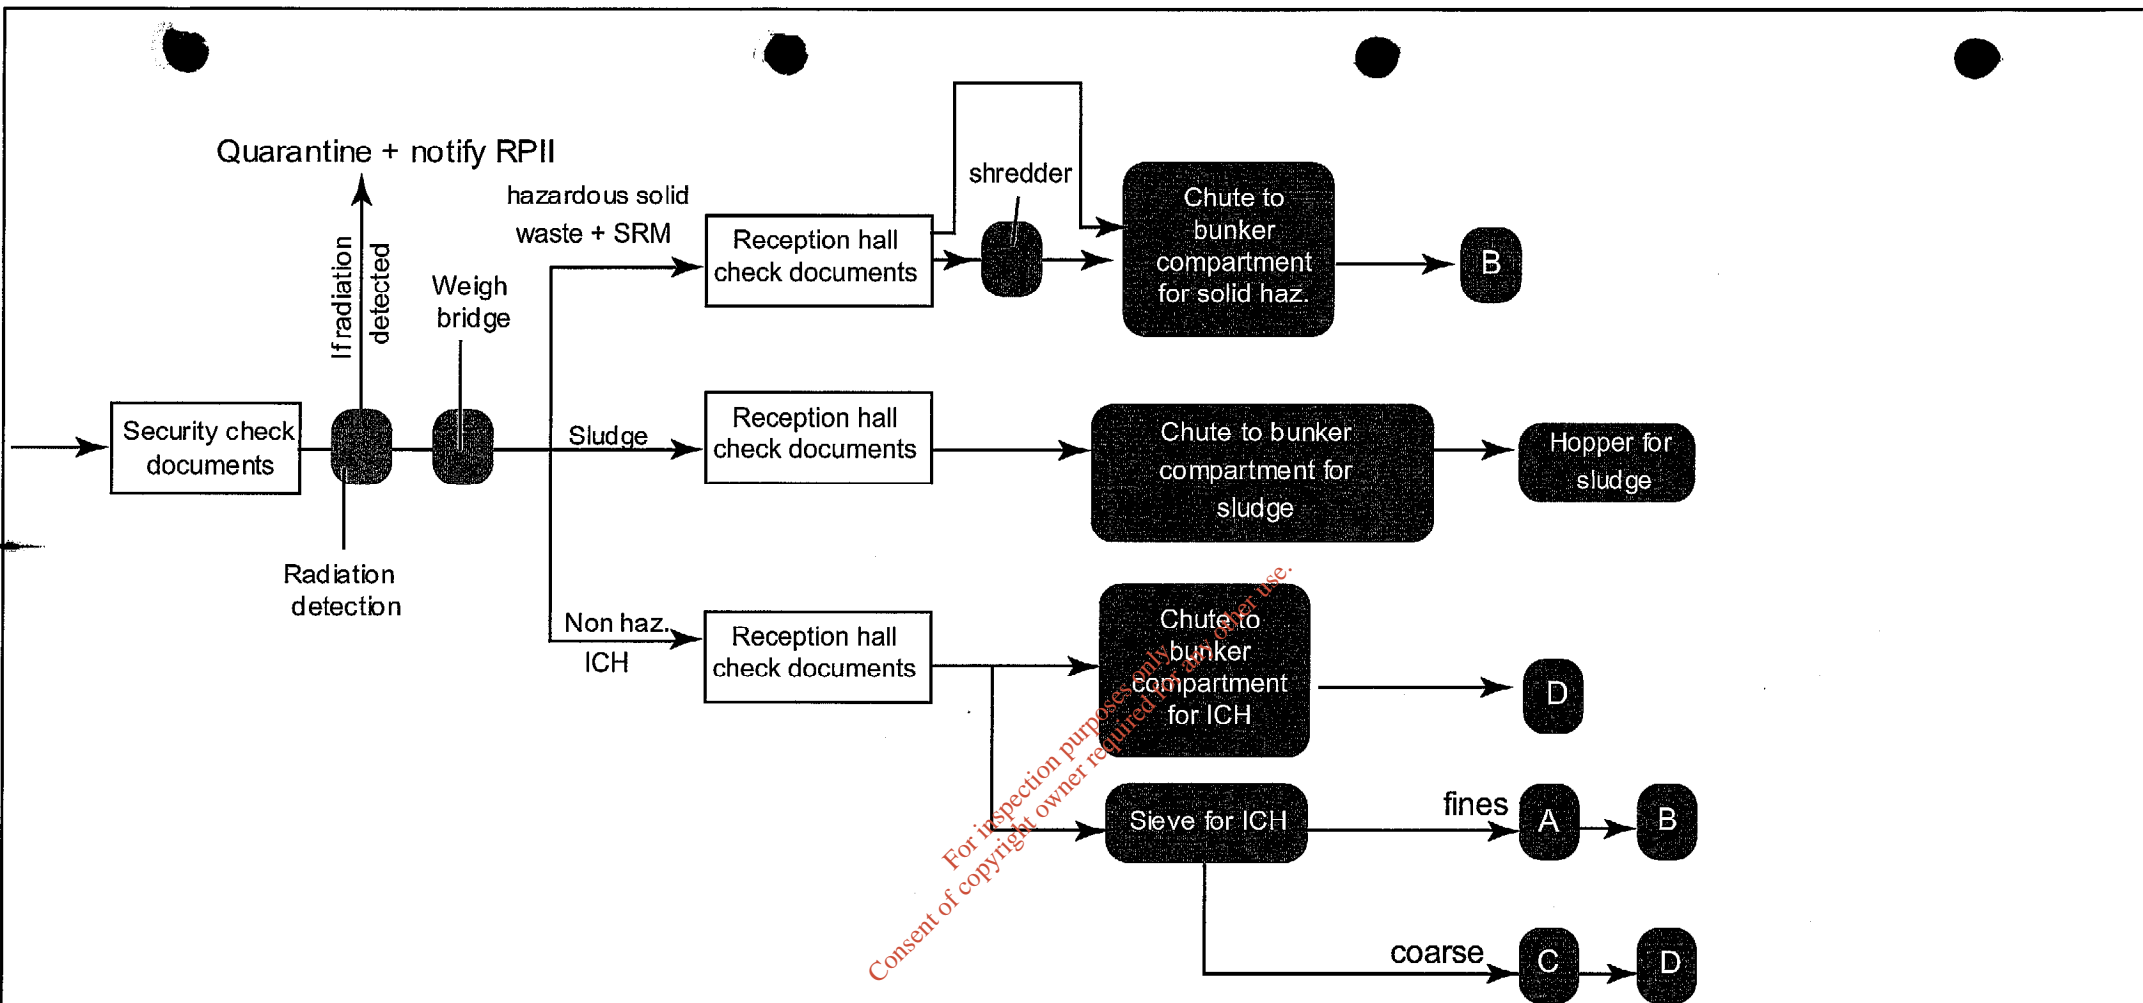 Quarantine + notify RPII
If radiation
detected
Weigh
bridge
Security check
documents
Radiation
detection
hazardous solid
waste + SRM
Reception hall
check documents
shredder
Chute to
bunker
compartment
for solid haz.
B
Sludge
Reception hall
check documents
Chute to bunker
compartment for
sludge
Hopper for
sludge
Non haz.
ICH
Reception hall
check documents
Chute to
bunker
compartment
for ICH
D
Sieve for ICH
fines
A
B
coarse
C
D
For inspection purposes only.
Consent of copyright owner required for any other use.